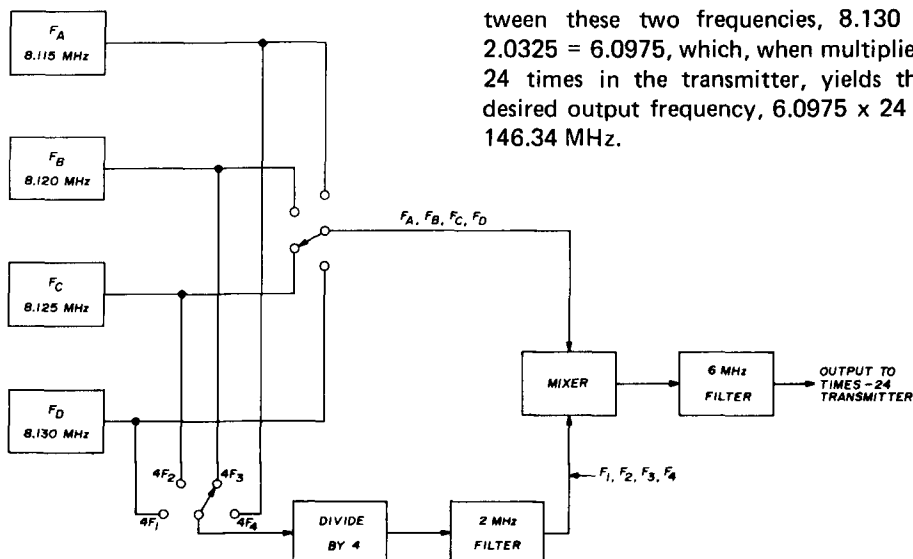 tween these two frequencies, 8.130
2.0325 = 6.0975, which, when multiplie
24 times in the transmitter, yields th
desired output frequency, 6.0975 x 24
146.34 MHz.
FA
8.115 MHz
FB
8.120 MHz
FC
8.125 MHz
FD
8.130 MHz
FA, FB, FC, FD
MIXER
6 MHz
FILTER
OUTPUT TO
TIMES-24
TRANSMITTER
4F1
4F2
4F3
4F4
F1, F2, F3, F4
DIVIDE
BY 4
2 MHz
FILTER